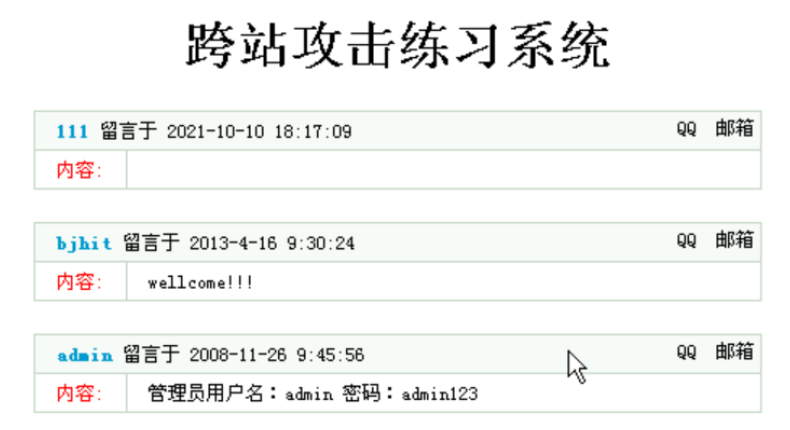 跨站攻击练习系统
111 留言于 2021-10-10 18:17:09 QQ 邮箱
内容:
bjhit 留言于 2013-4-16 9:30:24 QQ 邮箱
内容: wellcome!!!
admin 留言于 2008-11-26 9:45:56 QQ 邮箱
内容: 管理员用户名：admin 密码：admin123